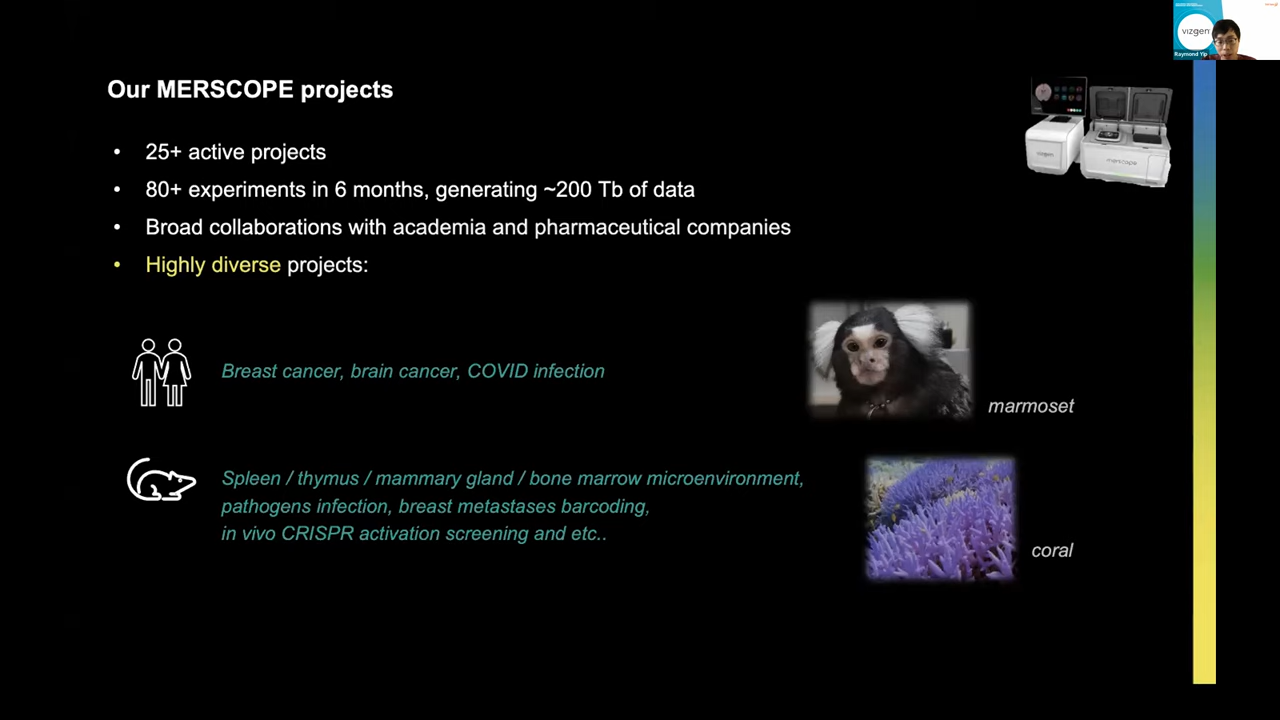 vizgen
Raymond Yip
Our MERSCOPE projects
• 25+ active projects
• 80+ experiments in 6 months, generating ~200 Tb of data
• Broad collaborations with academia and pharmaceutical companies
• Highly diverse projects:
vizgen
merscope
Breast cancer, brain cancer, COVID infection
marmoset
Spleen / thymus / mammary gland / bone marrow microenvironment,
pathogens infection, breast metastases barcoding,
in vivo CRISPR activation screening and etc..
coral